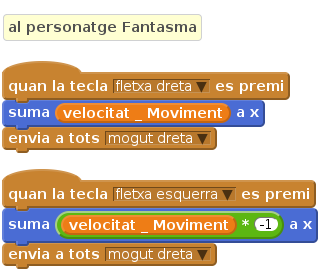 al personatge Fantasma
quan la tecla fletxa dreta ▼ es premi
suma velocitat _ Moviment a x
envia a tots mogut dreta ▼
quan la tecla fletxa esquerra ▼ es premi
suma velocitat _ Moviment * -1 a x
envia a tots mogut dreta ▼